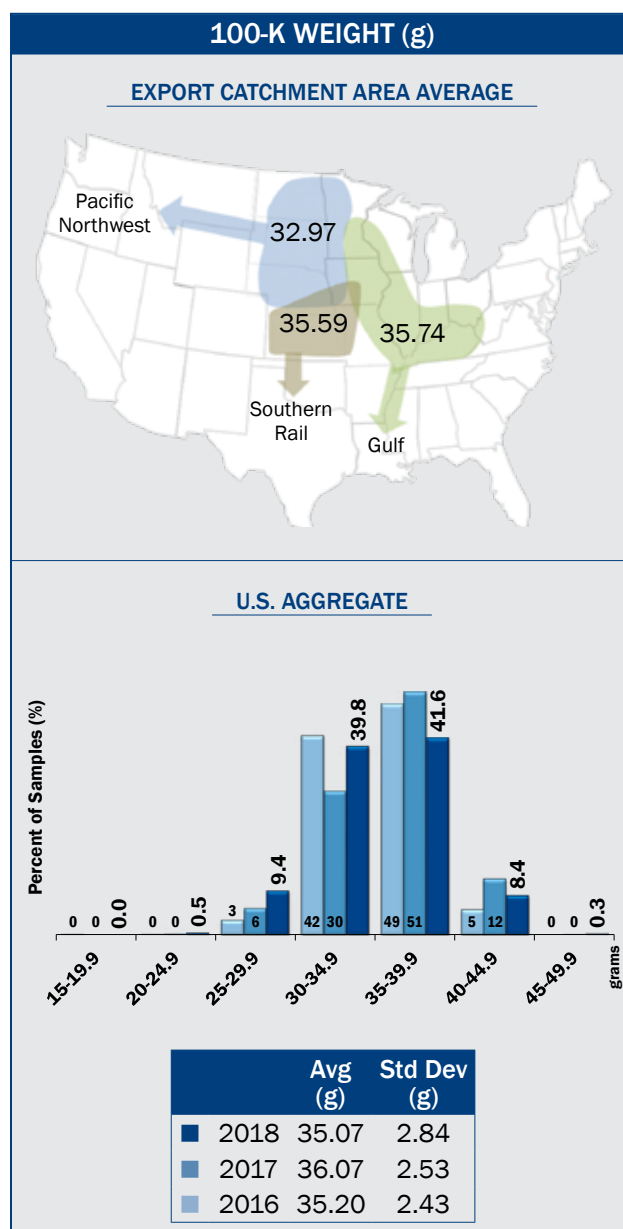 100-K WEIGHT (g)
EXPORT CATCHMENT AREA AVERAGE
Pacific
Northwest
32.97
35.59
35.74
Southern
Rail
Gulf
U.S. AGGREGATE
Percent of Samples (%)
0 0 0.0
0 0 0.5
3 6 9.4
42 30 39.8
49 51 41.6
5 12 8.4
0 0 0.3
15-19.9
20-24.9
25-29.9
30-34.9
35-39.9
40-44.9
45-49.9
grams
Avg Std Dev
(g) (g)
2018 35.07 2.84
2017 36.07 2.53
2016 35.20 2.43